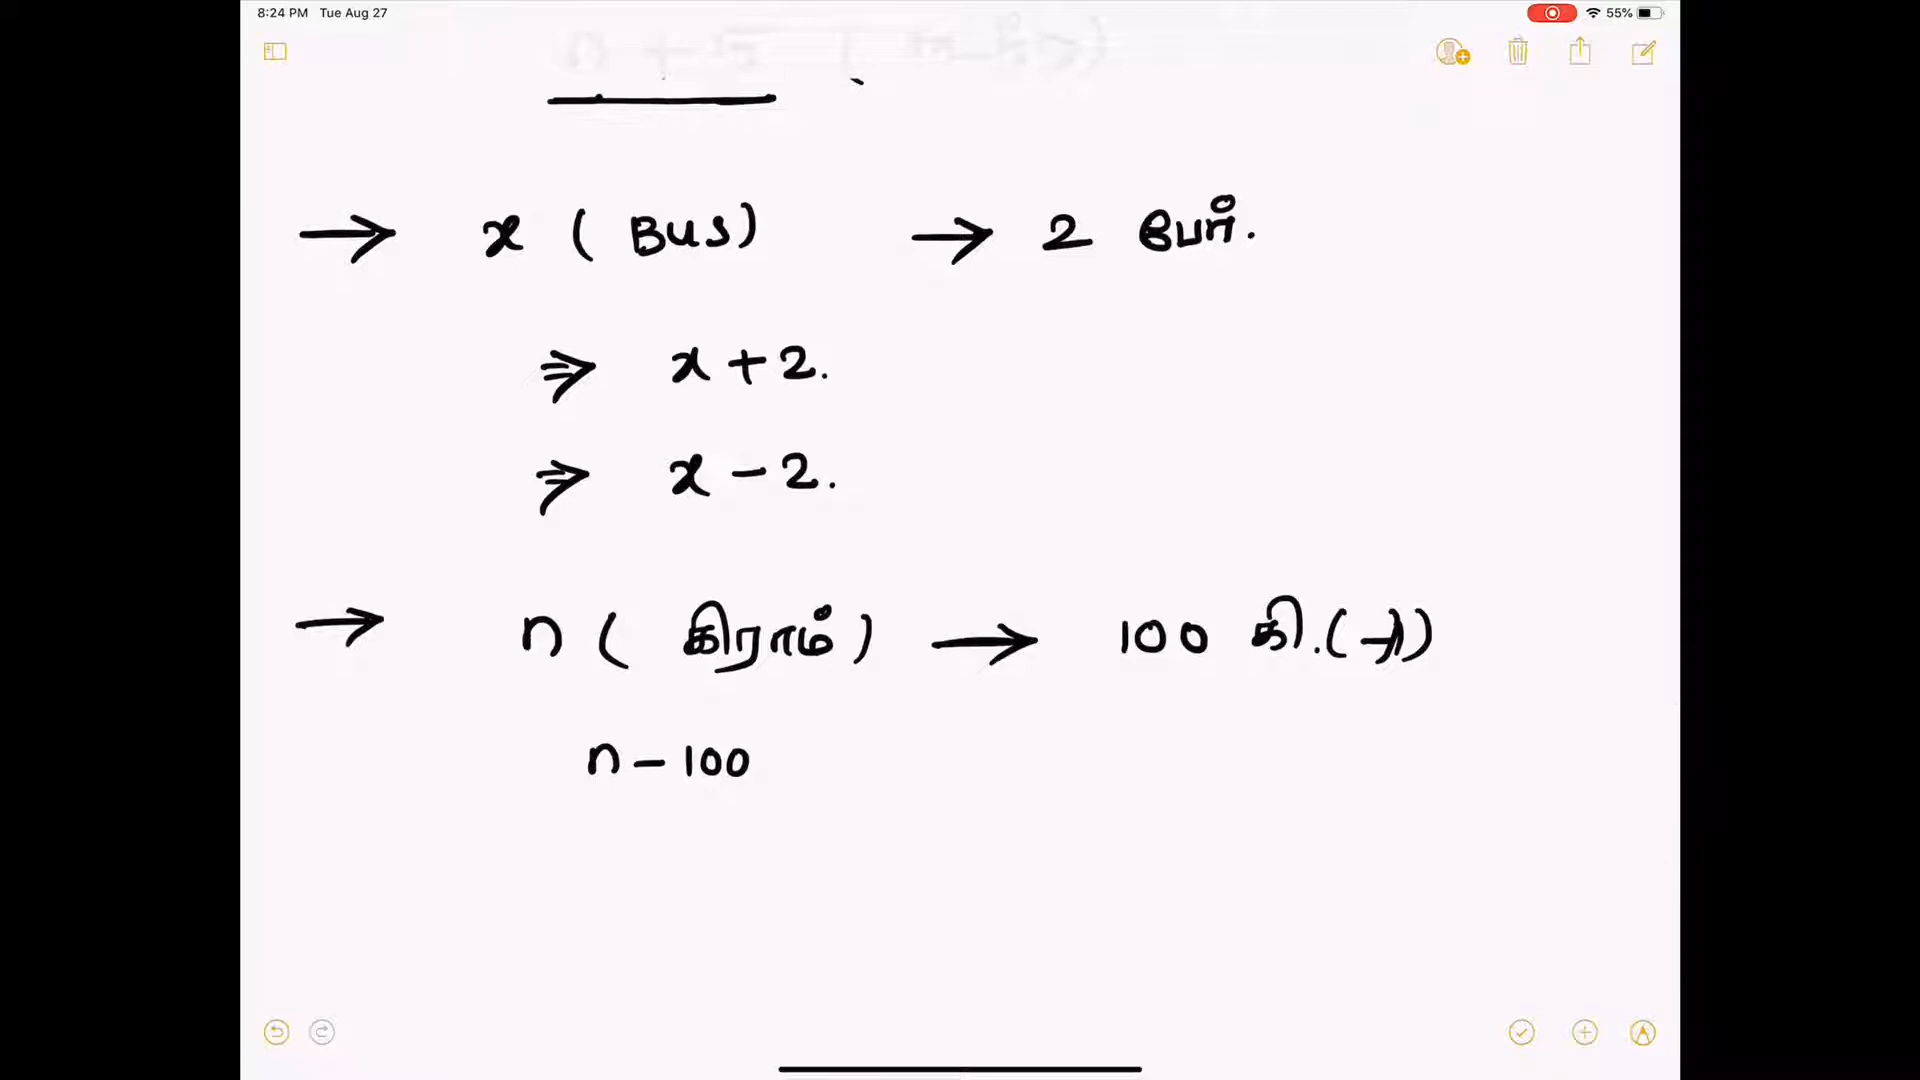 8:24 PM Tue Aug 27 55%
→ x ( BUS) → 2 பேர்.
⇒ x + 2.
⇒ x - 2.
→ n ( கிராம் ) → 100 கி. (-)
n - 100